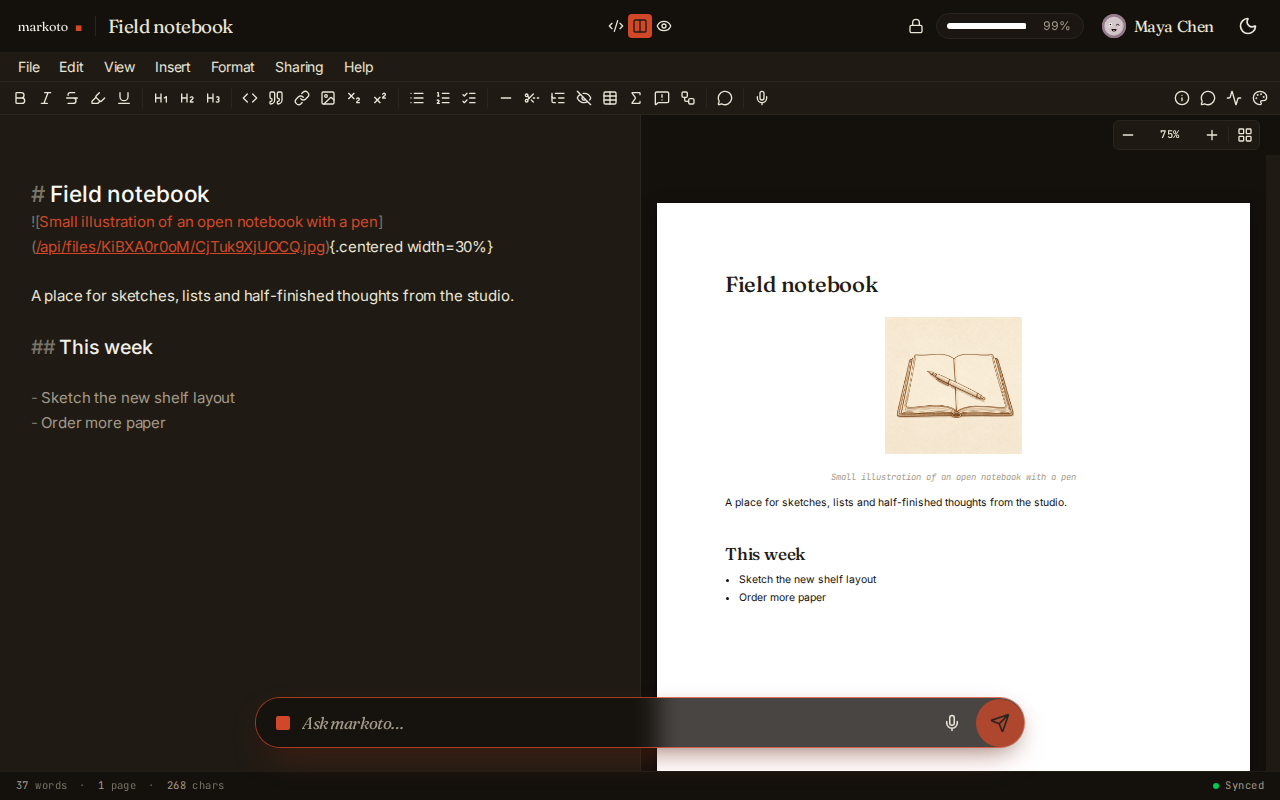 markoto
Field notebook
99%
Maya Chen
File Edit View Insert Format Sharing Help
H1 H2 H3
75%
# Field notebook
![Small illustration of an open notebook with a pen]
(/api/files/KiBXA0r0oM/CjTuk9XjUOCQ.jpg){.centered width=30%}
A place for sketches, lists and half-finished thoughts from the studio.
## This week
- Sketch the new shelf layout
- Order more paper
Field notebook
Small illustration of an open notebook with a pen
A place for sketches, lists and half-finished thoughts from the studio.
This week
• Sketch the new shelf layout
• Order more paper
Ask markoto...
37 words · 1 page · 268 chars
Synced